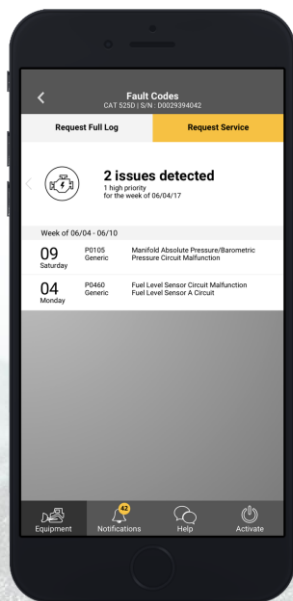 Fault Codes
CAT 525D | S/N : D0029394042
Request Full Log
Request Service
2 issues detected
1 high priority
for the week of 06/04/17
Week of 06/04 - 06/10
09
Saturday
P0105
Generic
Manifold Absolute Pressure/Barometric
Pressure Circuit Malfunction
04
Monday
P0460
Generic
Fuel Level Sensor Circuit Malfunction
Fuel Level Sensor A Circuit
42
Equipment
Notifications
Help
Activate